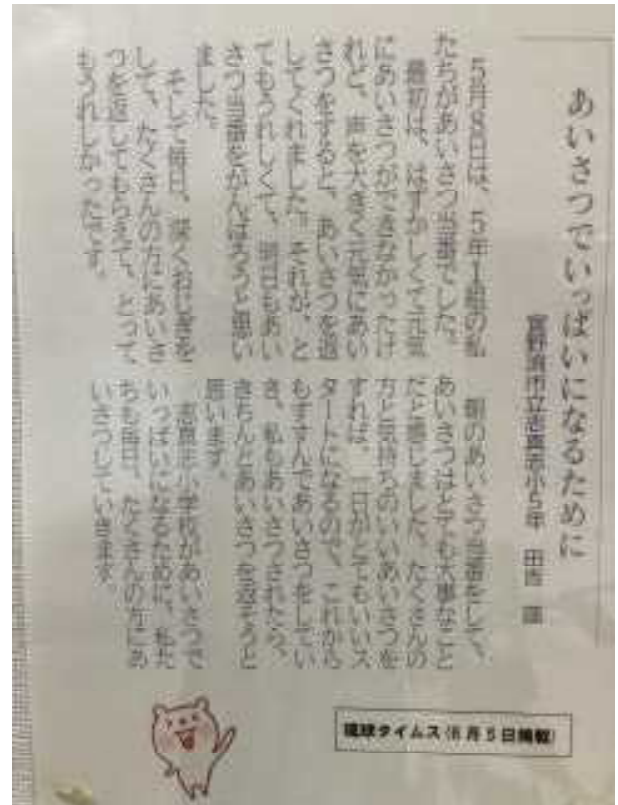 あいさつでいっぱいになるために
宜野湾市立志真志小5年 田吉
5月8日は、5年1組の私
たちがあいさつ当番でした。
最初は、はずかしくて元気
にあいさつができなかったけ
れど、声を大きく元気にあい
さつをすると、あいさつを返
してくれました。それが、と
てもうれしくて、明日もあい
さつ当番をがんばろうと思い
ました。
そして毎日、深くおじぎを
して、たくさんの方にあいさ
つを返してもらえて、とって
もうれしかったです。
朝のあいさつ当番をして、
あいさつはとても大事なこと
だと感じました。たくさんの
方と気持ちのいいあいさつを
すれば、一日がとてもいいス
タートになるので、これから
もすすんであいさつをしてい
き、私もあいさつされたら、
きちんとあいさつを返そうと
思います。
志真志小学校があいさつで
いっぱいになるために、私た
ちも毎日、たくさんの方にあ
いさつしていきます。
琉球タイムス(6月5日掲載)